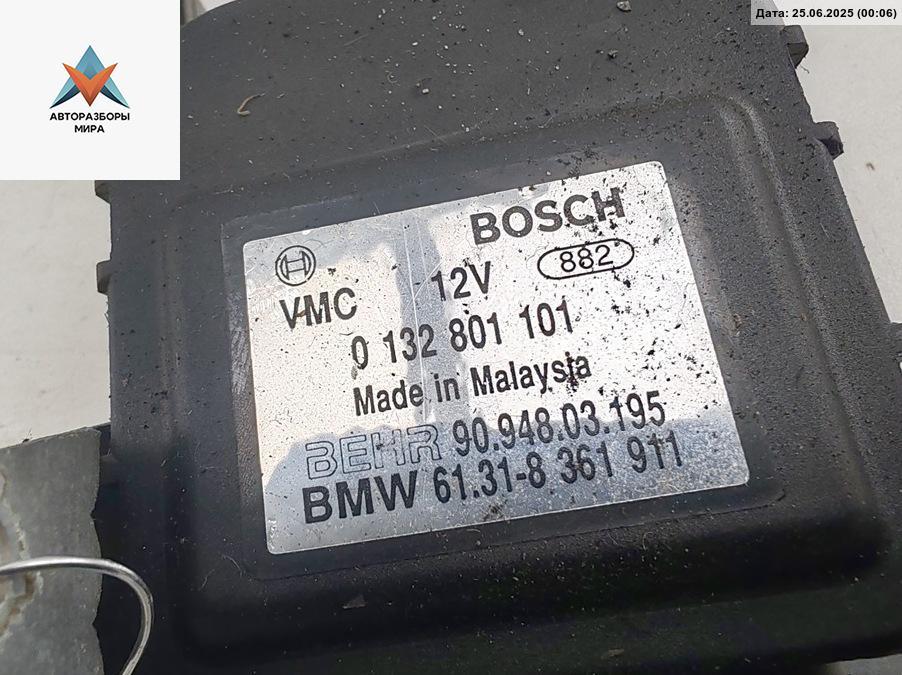 Дата: 25.06.2025 (00:06)
АВТОРАЗБОРЫ
МИРА
BOSCH
VMC 12V 882
0 132 801 101
Made in Malaysia
BEHR 90.948.03.195
BMW 61.31-8 361 911